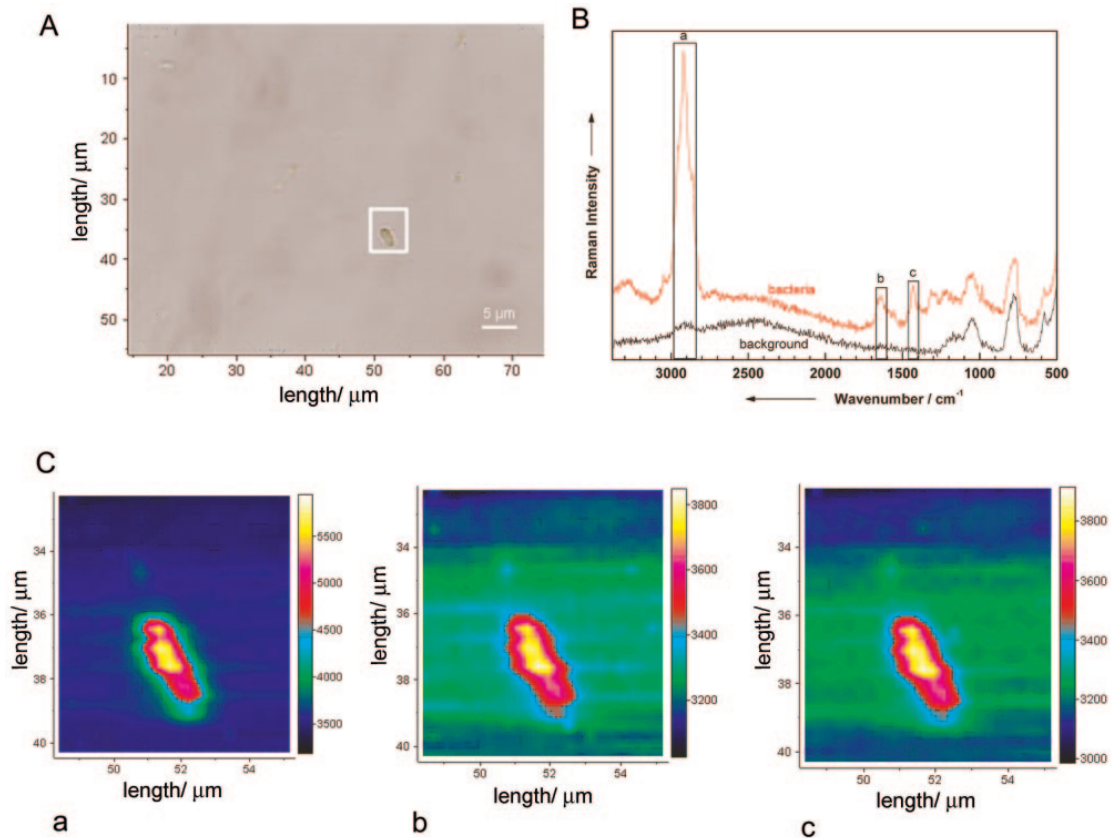 A
length/ μm
10
20
30
40
50
5 μm
20 30 40 50 60 70
length/ μm
B
Raman Intensity
a
b
c
bacteria
background
3000 2500 2000 1500 1000 500
Wavenumber / cm⁻¹
C
length/ μm
34
36
38
40
50 52 54
length/ μm
5500
5000
4500
4000
3500
a
length/ μm
34
36
38
40
50 52 54
length/ μm
3800
3600
3400
3200
b
length/ μm
34
36
38
40
50 52 54
length/ μm
3800
3600
3400
3200
3000
c